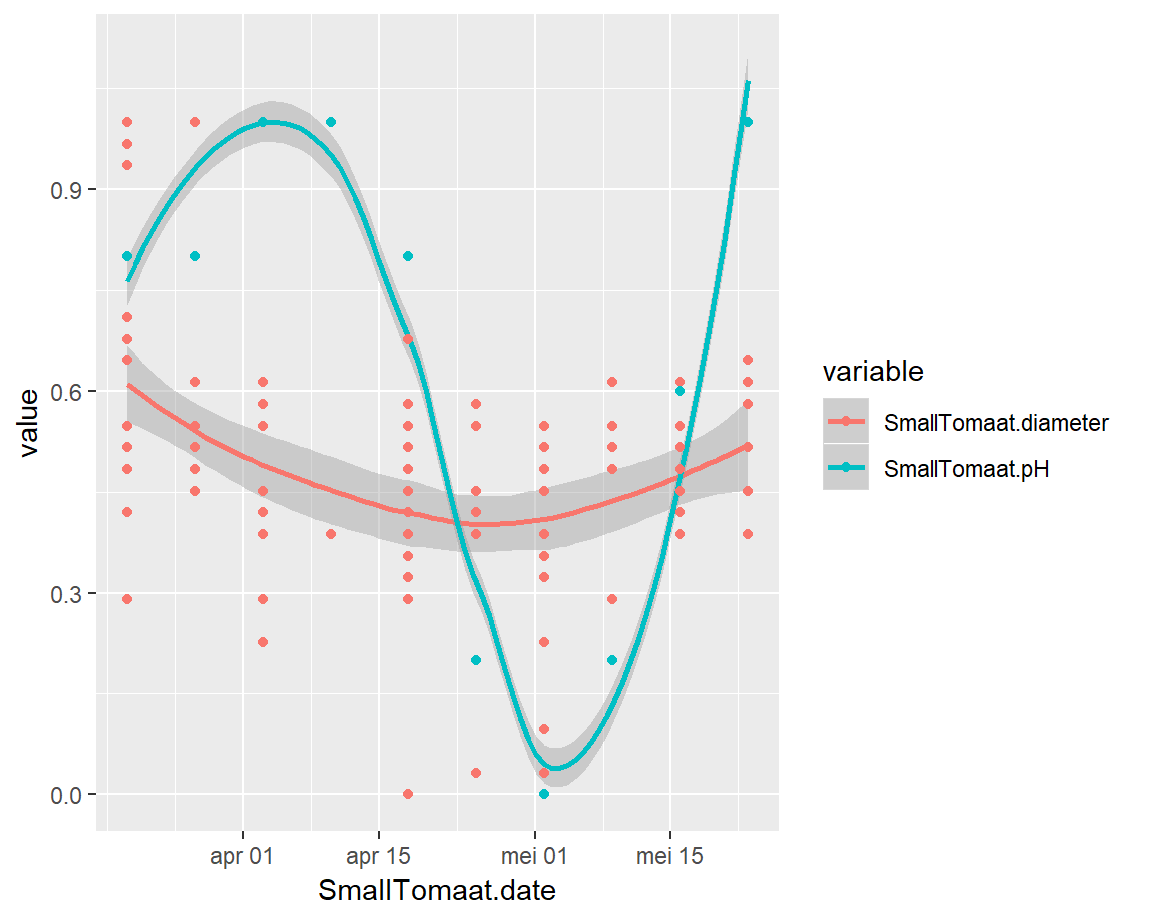 value
0.9
0.6
0.3
0.0
apr 01
apr 15
mei 01
mei 15
SmallTomaat.date
variable
SmallTomaat.diameter
SmallTomaat.pH